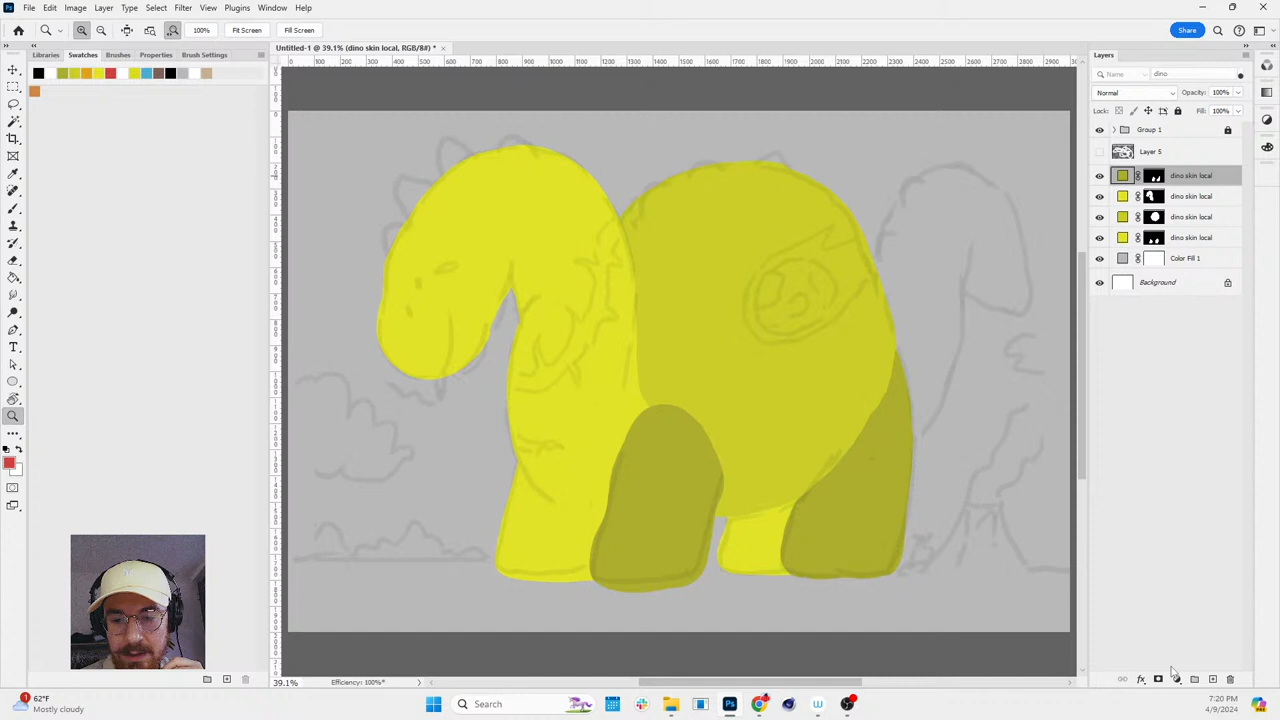 File Edit Image Layer Type Select Filter View Plugins Window Help
100% Fit Screen Fill Screen Share
Untitled-1 @ 39.1% (dino skin local, RGB/8#) * ×
Libraries Swatches Brushes Properties Brush Settings
Layers
Name dino
Normal Opacity: 100%
Lock: Fill: 100%
Group 1
Layer 5
dino skin local
dino skin local
dino skin local
dino skin local
Color Fill 1
Background
39.1% Efficiency: 100%*
1 62°F
Mostly cloudy
Search
7:20 PM
4/9/2024